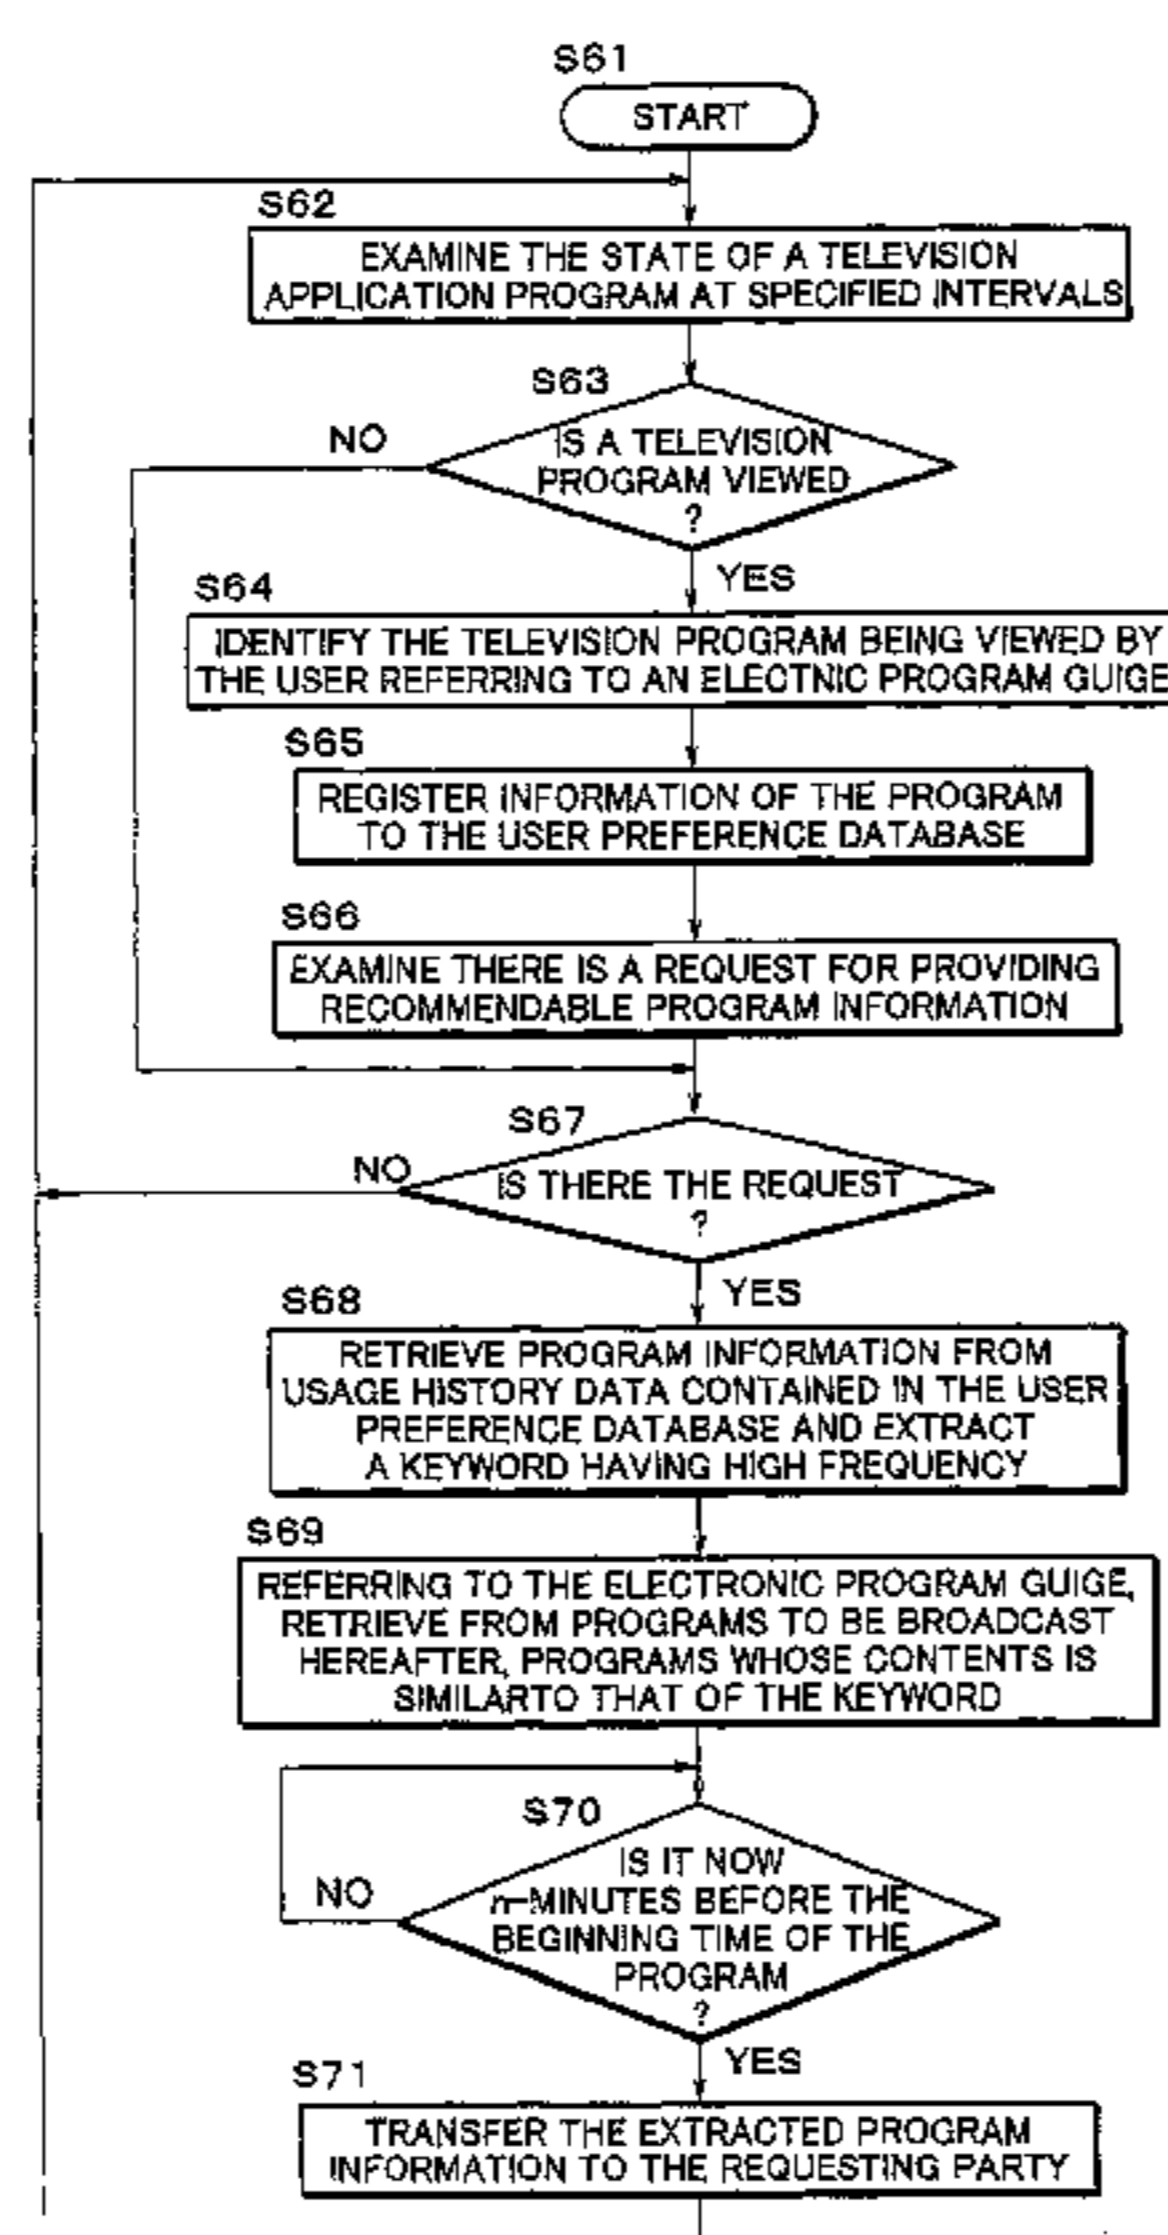 S61
START
S62
EXAMINE THE STATE OF A TELEVISION
APPLICATION PROGRAM AT SPECIFIED INTERVALS
S63
NO
IS A TELEVISION
PROGRAM VIEWED
?
YES
S64
IDENTIFY THE TELEVISION PROGRAM BEING VIEWED BY
THE USER REFERRING TO AN ELECTNIC PROGRAM GUIGE
S65
REGISTER INFORMATION OF THE PROGRAM
TO THE USER PREFERENCE DATABASE
S66
EXAMINE THERE IS A REQUEST FOR PROVIDING
RECOMMENDABLE PROGRAM INFORMATION
S67
NO
IS THERE THE REQUEST
?
YES
S68
RETRIEVE PROGRAM INFORMATION FROM
USAGE HISTORY DATA CONTAINED IN THE USER
PREFERENCE DATABASE AND EXTRACT
A KEYWORD HAVING HIGH FREQUENCY
S69
REFERRING TO THE ELECTRONIC PROGRAM GUIGE,
RETRIEVE FROM PROGRAMS TO BE BROADCAST
HEREAFTER, PROGRAMS WHOSE CONTENTS IS
SIMILARTO THAT OF THE KEYWORD
S70
NO
IS IT NOW
n-MINUTES BEFORE THE
BEGINNING TIME OF THE
PROGRAM
?
YES
S71
TRANSFER THE EXTRACTED PROGRAM
INFORMATION TO THE REQUESTING PARTY